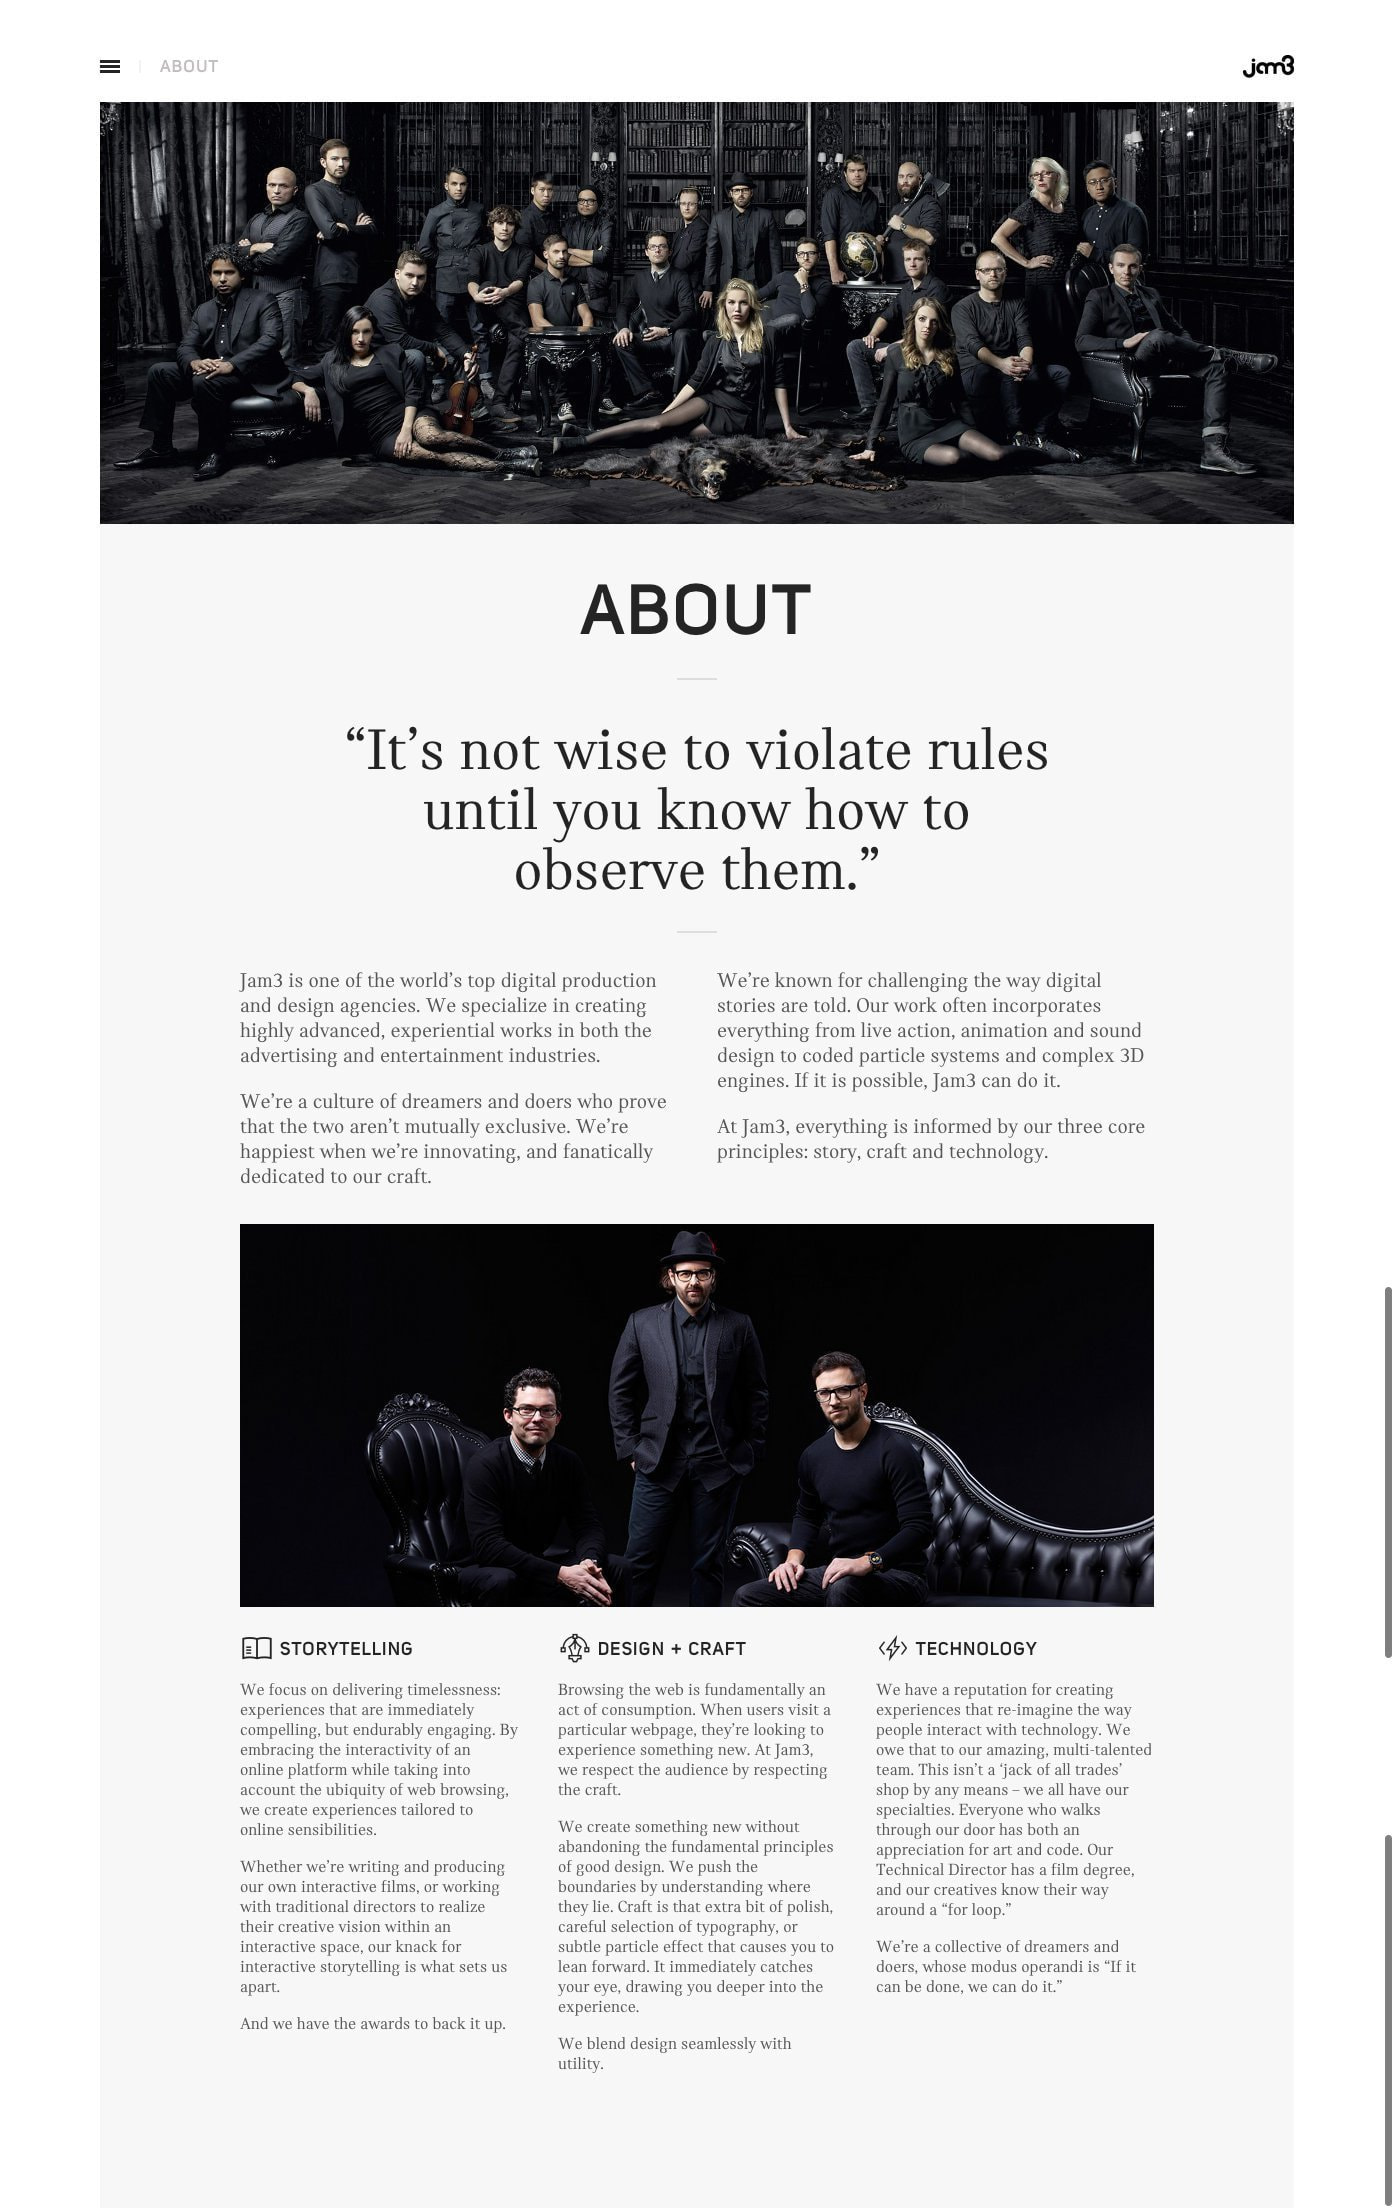 ABOUT
jam3
ABOUT
“It’s not wise to violate rules
until you know how to
observe them.”
Jam3 is one of the world’s top digital production
and design agencies. We specialize in creating
highly advanced, experiential works in both the
advertising and entertainment industries.
We’re a culture of dreamers and doers who prove
that the two aren’t mutually exclusive. We’re
happiest when we’re innovating, and fanatically
dedicated to our craft.
We’re known for challenging the way digital
stories are told. Our work often incorporates
everything from live action, animation and sound
design to coded particle systems and complex 3D
engines. If it is possible, Jam3 can do it.
At Jam3, everything is informed by our three core
principles: story, craft and technology.
STORYTELLING
We focus on delivering timelessness:
experiences that are immediately
compelling, but endurably engaging. By
embracing the interactivity of an
online platform while taking into
account the ubiquity of web browsing,
we create experiences tailored to
online sensibilities.
Whether we’re writing and producing
our own interactive films, or working
with traditional directors to realize
their creative vision within an
interactive space, our knack for
interactive storytelling is what sets us
apart.
And we have the awards to back it up.
DESIGN + CRAFT
Browsing the web is fundamentally an
act of consumption. When users visit a
particular webpage, they’re looking to
experience something new. At Jam3,
we respect the audience by respecting
the craft.
We create something new without
abandoning the fundamental principles
of good design. We push the
boundaries by understanding where
they lie. Craft is that extra bit of polish,
careful selection of typography, or
subtle particle effect that causes you to
lean forward. It immediately catches
your eye, drawing you deeper into the
experience.
We blend design seamlessly with
utility.
TECHNOLOGY
We have a reputation for creating
experiences that re-imagine the way
people interact with technology. We
owe that to our amazing, multi-talented
team. This isn’t a ‘jack of all trades’
shop by any means – we all have our
specialties. Everyone who walks
through our door has both an
appreciation for art and code. Our
Technical Director has a film degree,
and our creatives know their way
around a “for loop.”
We’re a collective of dreamers and
doers, whose modus operandi is “If it
can be done, we can do it.”